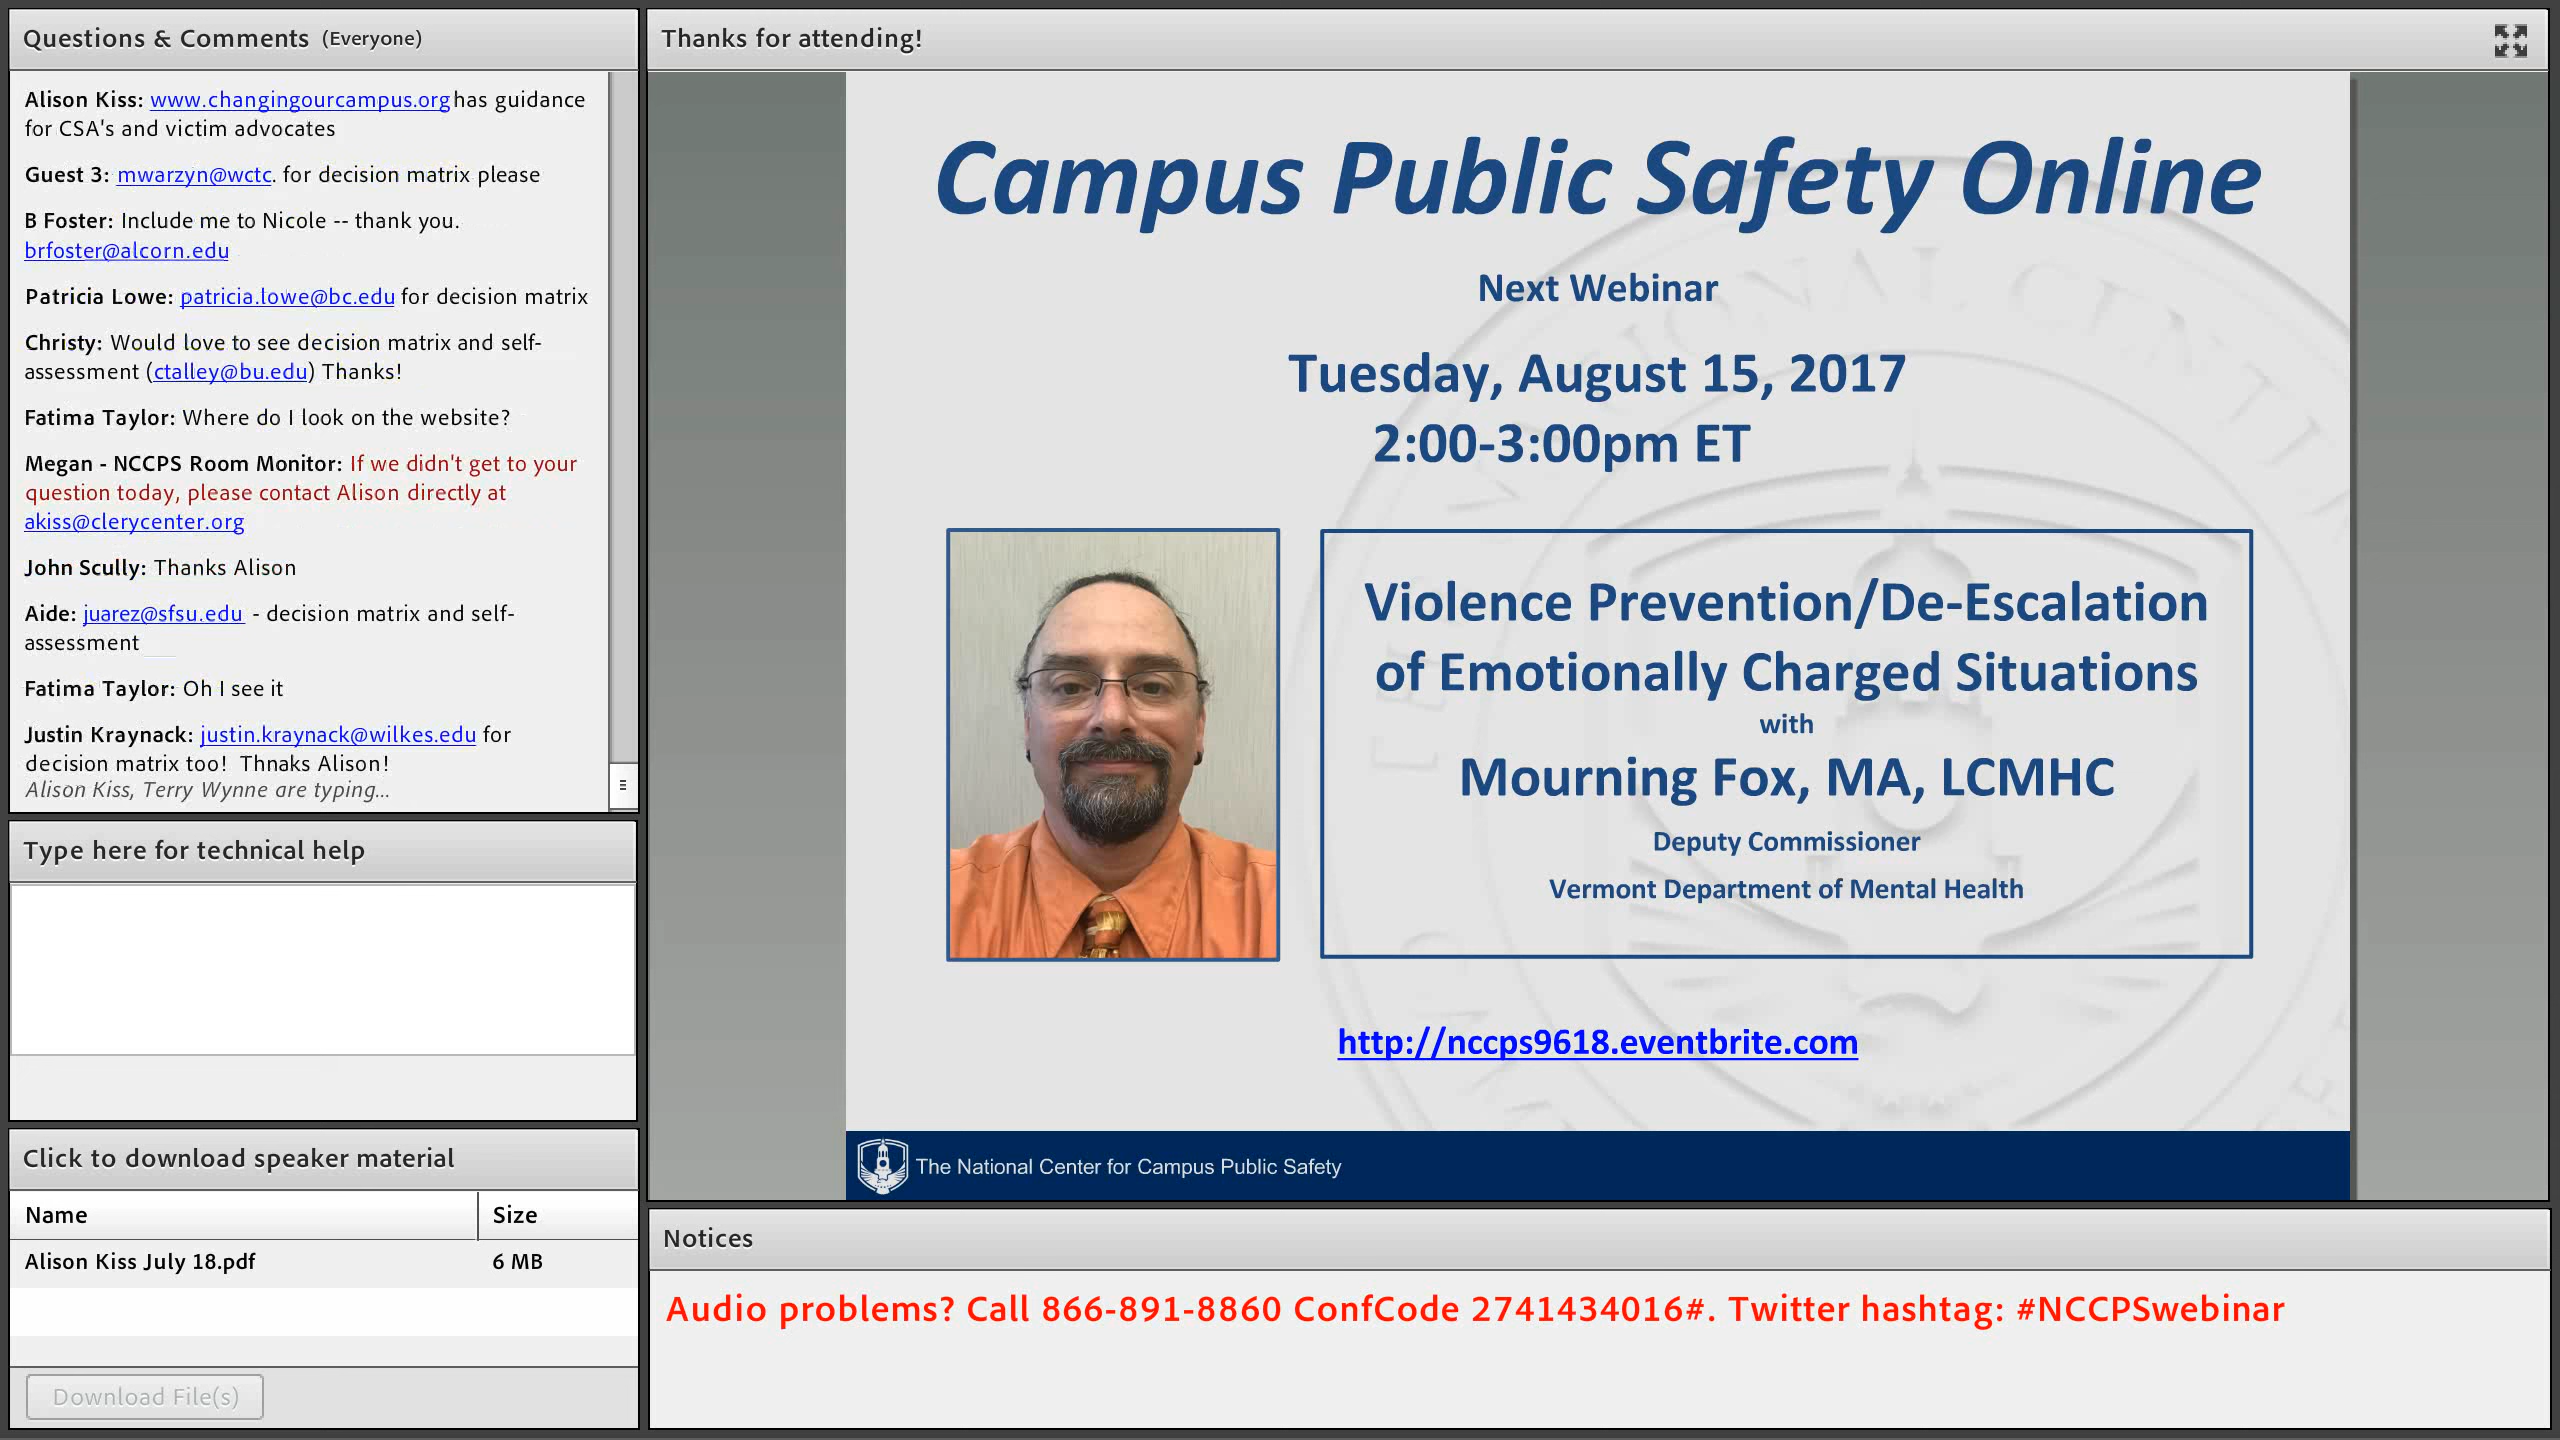 Questions & Comments (Everyone)
Alison Kiss: www.changingourcampus.org has guidance
for CSA's and victim advocates
Guest 3: mwarzyn@wctc. for decision matrix please
B Foster: Include me to Nicole -- thank you.
brfoster@alcorn.edu
Patricia Lowe: patricia.lowe@bc.edu for decision matrix
Christy: Would love to see decision matrix and self-
assessment (ctalley@bu.edu) Thanks!
Fatima Taylor: Where do I look on the website?
Megan - NCCPS Room Monitor: If we didn't get to your
question today, please contact Alison directly at
akiss@clerycenter.org
John Scully: Thanks Alison
Aide: juarez@sfsu.edu - decision matrix and self-
assessment
Fatima Taylor: Oh I see it
Justin Kraynack: justin.kraynack@wilkes.edu for
decision matrix too! Thnaks Alison!
Alison Kiss, Terry Wynne are typing...
Type here for technical help
Click to download speaker material
Name Size
Alison Kiss July 18.pdf 6 MB
Download File(s)
Thanks for attending!
Campus Public Safety Online
Next Webinar
Tuesday, August 15, 2017
2:00-3:00pm ET
Violence Prevention/De-Escalation
of Emotionally Charged Situations
with
Mourning Fox, MA, LCMHC
Deputy Commissioner
Vermont Department of Mental Health
http://nccps9618.eventbrite.com
The National Center for Campus Public Safety
Notices
Audio problems? Call 866-891-8860 ConfCode 2741434016#. Twitter hashtag: #NCCPSwebinar